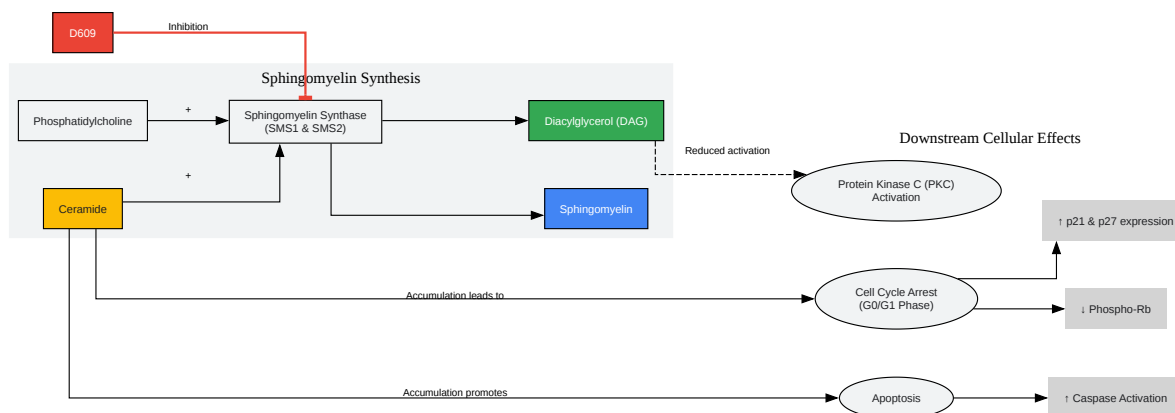 D609
Inhibition
Sphingomyelin Synthesis
Phosphatidylcholine
+
Sphingomyelin Synthase
(SMS1 & SMS2)
Diacylglycerol (DAG)
Reduced activation
Downstream Cellular Effects
Protein Kinase C (PKC)
Activation
+
Ceramide
Sphingomyelin
↑ p21 & p27 expression
Accumulation leads to
Cell Cycle Arrest
(G0/G1 Phase)
↓ Phospho-Rb
Accumulation promotes
Apoptosis
↑ Caspase Activation